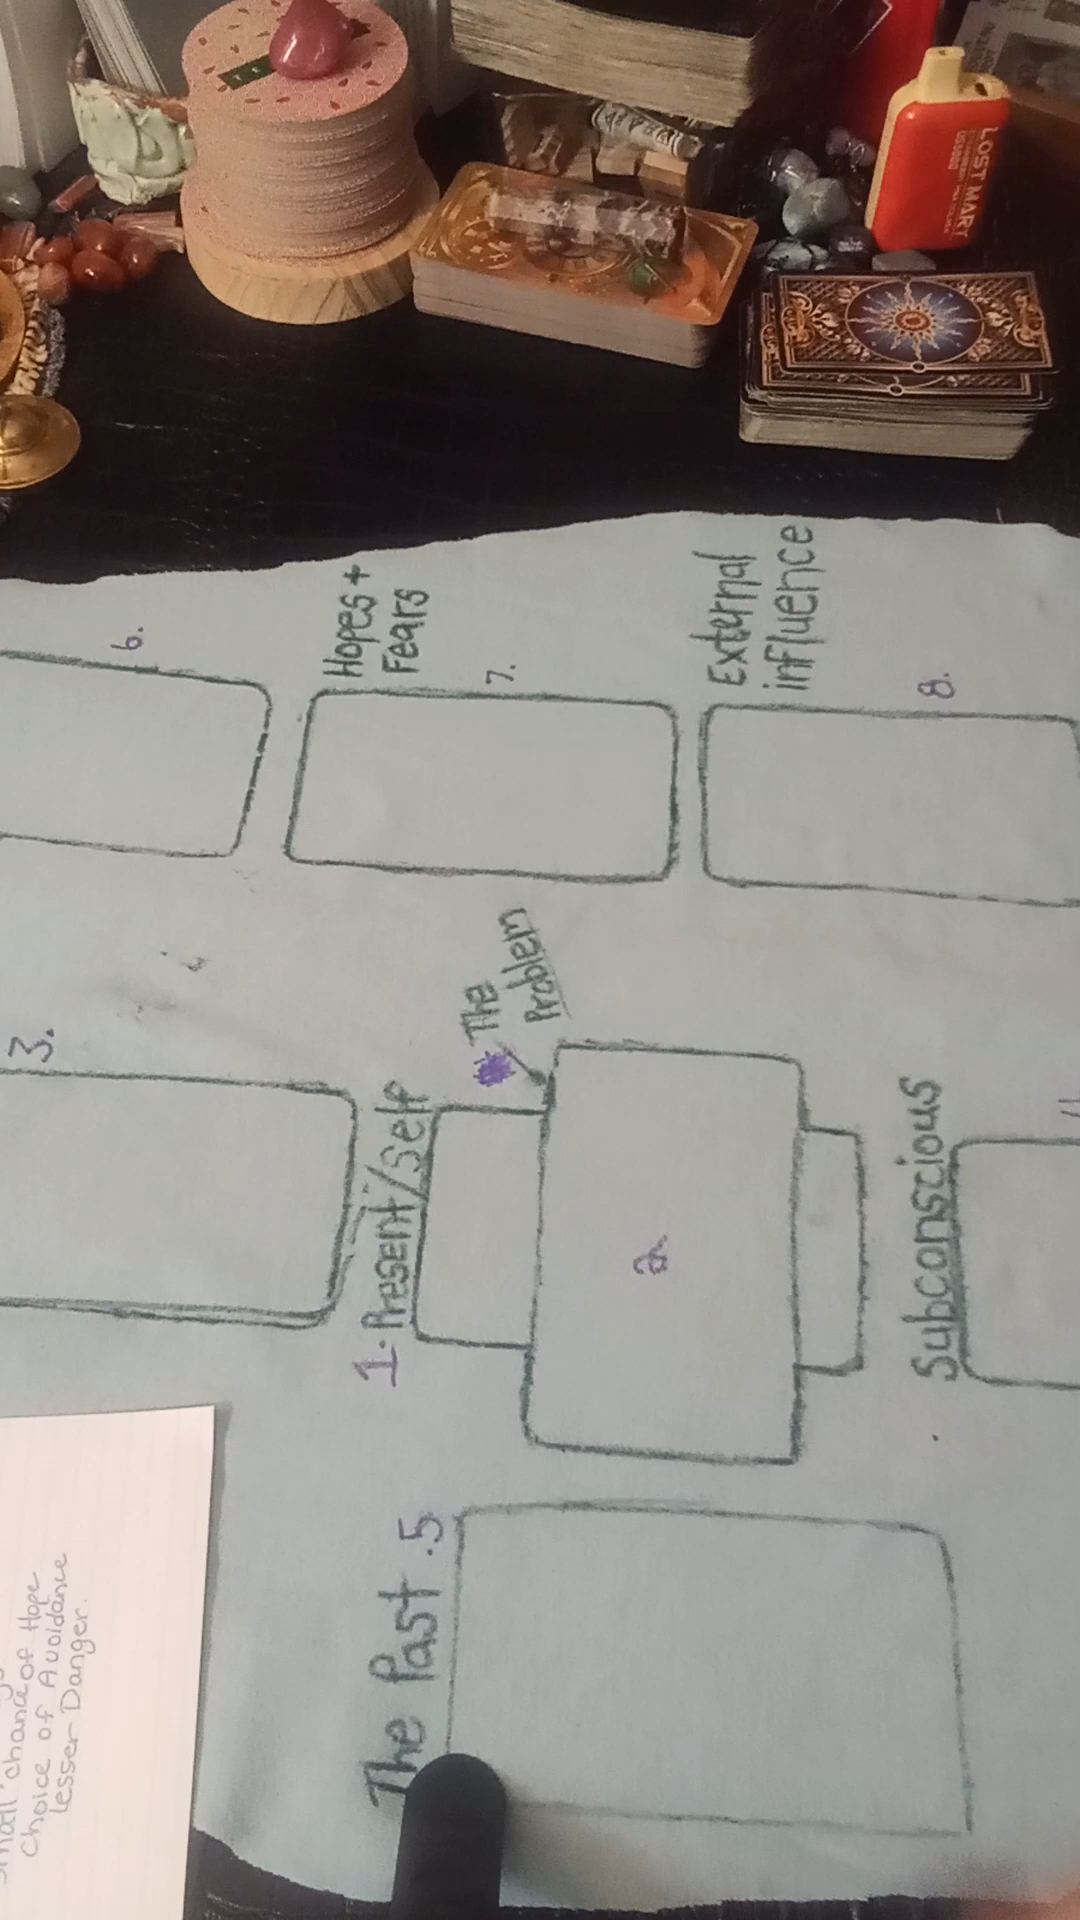 3.
6.
Hopes +
Fears
7.
External
influence
8.
1. Present/Self
The
Problem
2.
Subconscious
The Past .5
chance of Hope
choice of Avoidance
lesser Danger.
LOST MARY